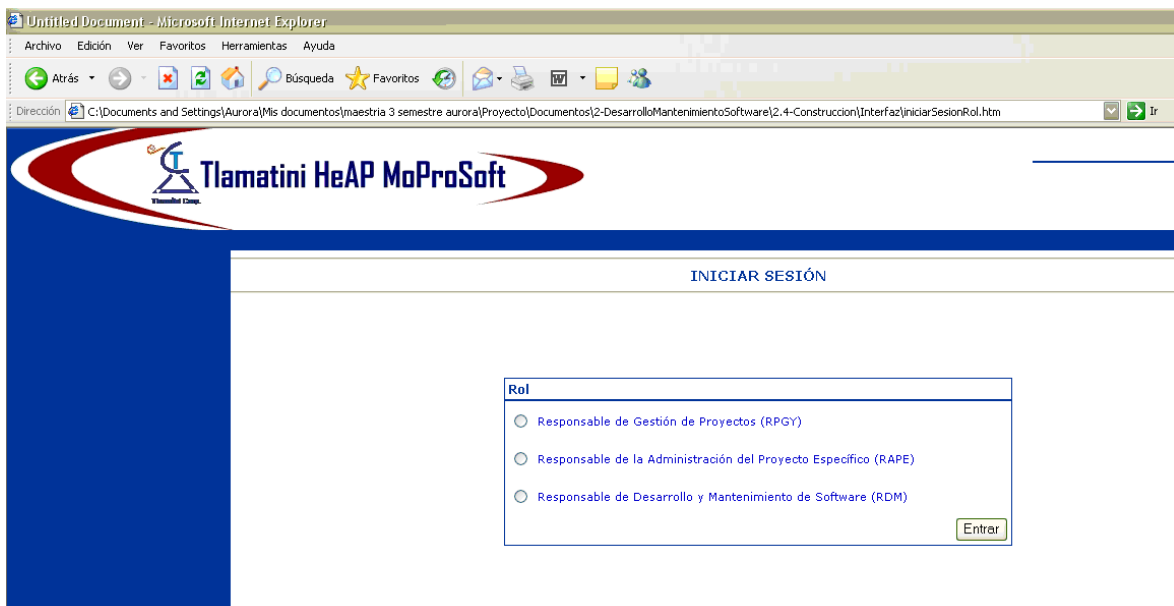 Untitled Document - Microsoft Internet Explorer
Archivo Edición Ver Favoritos Herramientas Ayuda
Atrás Búsqueda Favoritos
Dirección C:\Documents and Settings\Aurora\Mis documentos\maestria 3 semestre aurora\Proyecto\Documentos\2-DesarrolloMantenimientoSoftware\2.4-Construccion\Interfaz\iniciarSesionRol.htm Ir
Tlamatini HeAP MoProSoft
Tlamatini Corp.
INICIAR SESIÓN
Rol
Responsable de Gestión de Proyectos (RPGY)
Responsable de la Administración del Proyecto Específico (RAPE)
Responsable de Desarrollo y Mantenimiento de Software (RDM)
Entrar